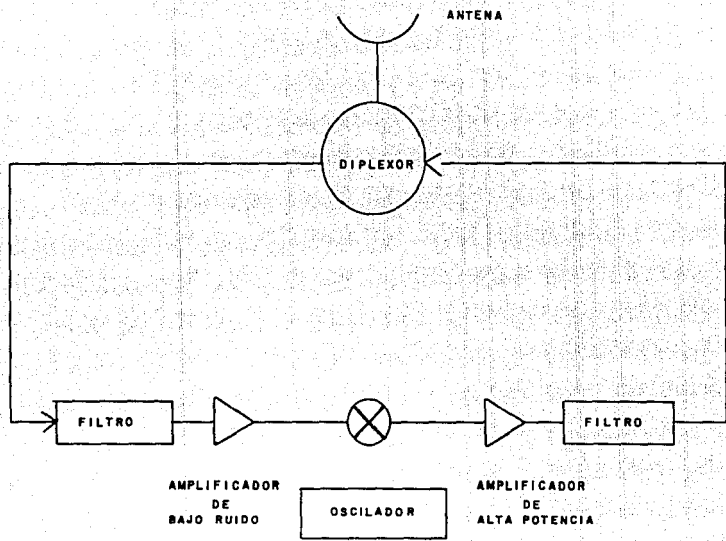 ANTENA
DIPLEXOR
FILTRO
FILTRO
AMPLIFICADOR
DE
BAJO RUIDO
OSCILADOR
AMPLIFICADOR
DE
ALTA POTENCIA